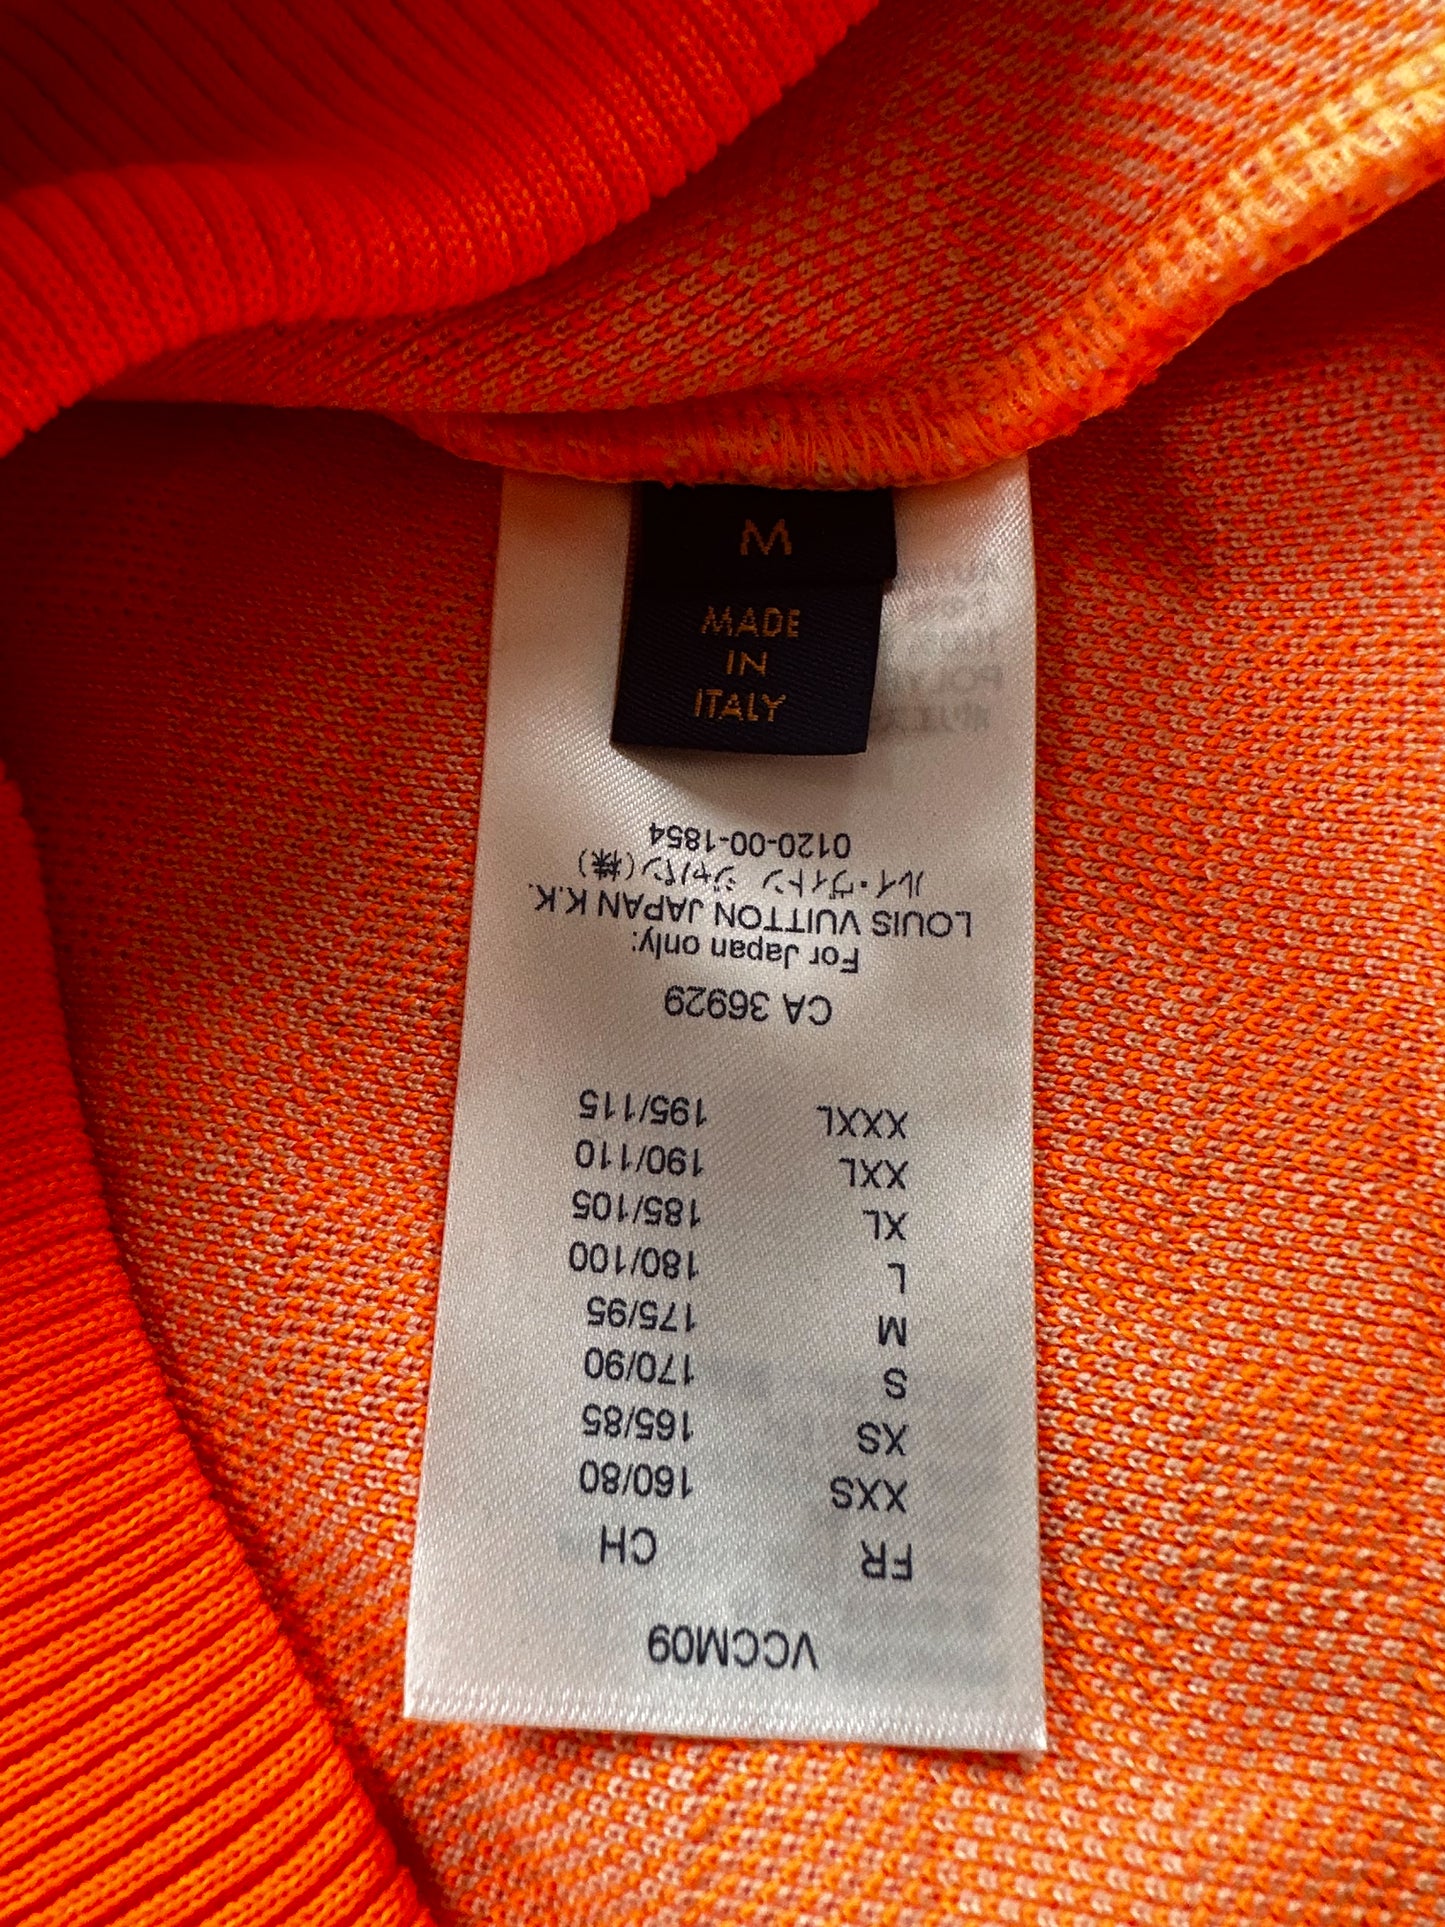 M
MADE
IN
ITALY
VCCM09
FR CH
XXS 160/80
XS 165/85
S 170/90
M 175/95
L 180/100
XL 185/105
XXL 190/110
XXXL 195/115
CA 36929
For Japan only:
LOUIS VUITTON JAPAN K.K.
ルイ・ヴィトン ジャパン(株)
0120-00-1854